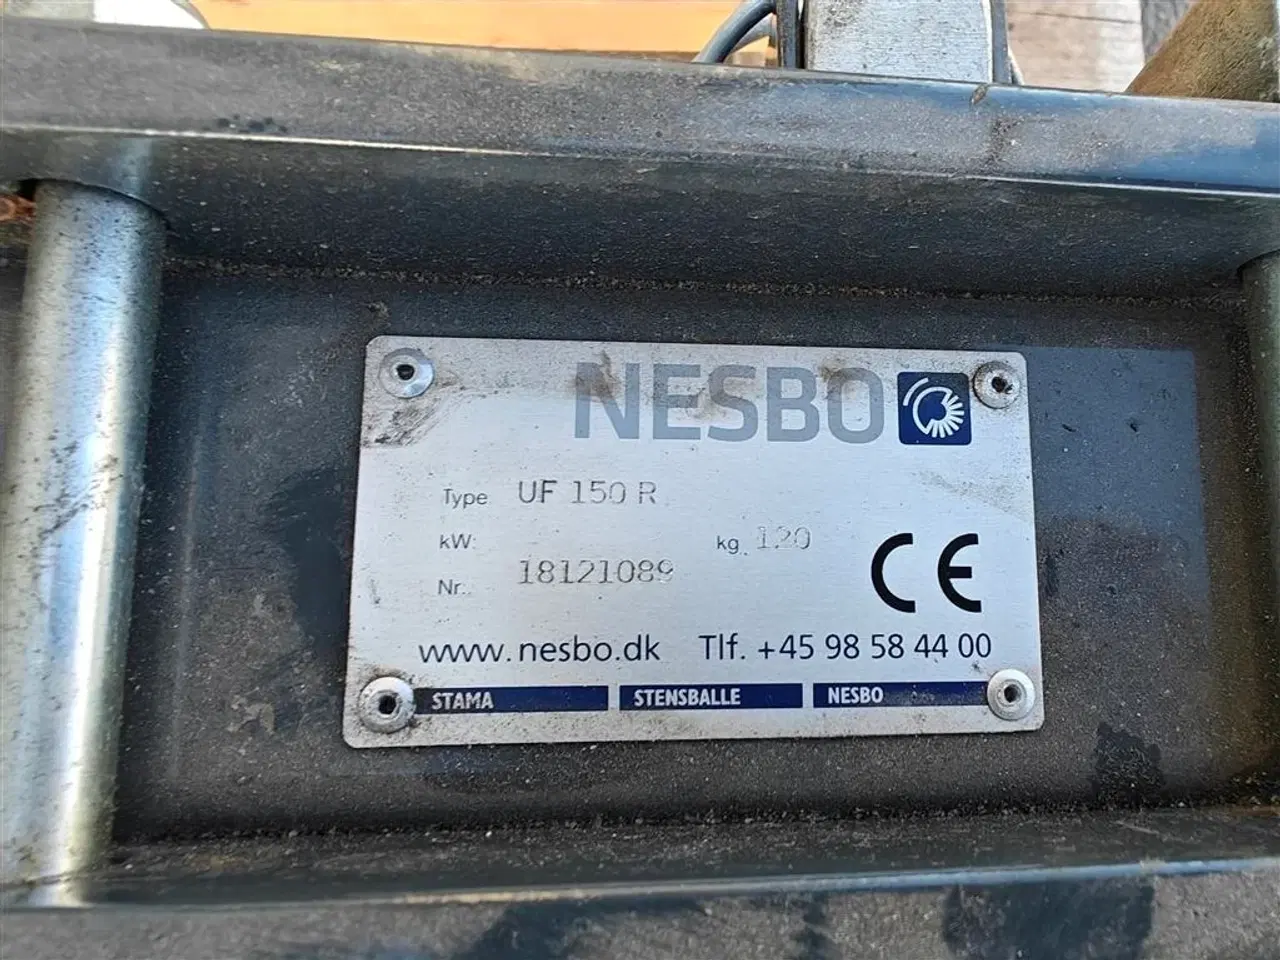 NESBO
Type UF 150 R
kW:
kg. 120
Nr.: 18121089
CE
www.nesbo.dk Tlf. +45 98 58 44 00
STAMA STENSBALLE NESBO